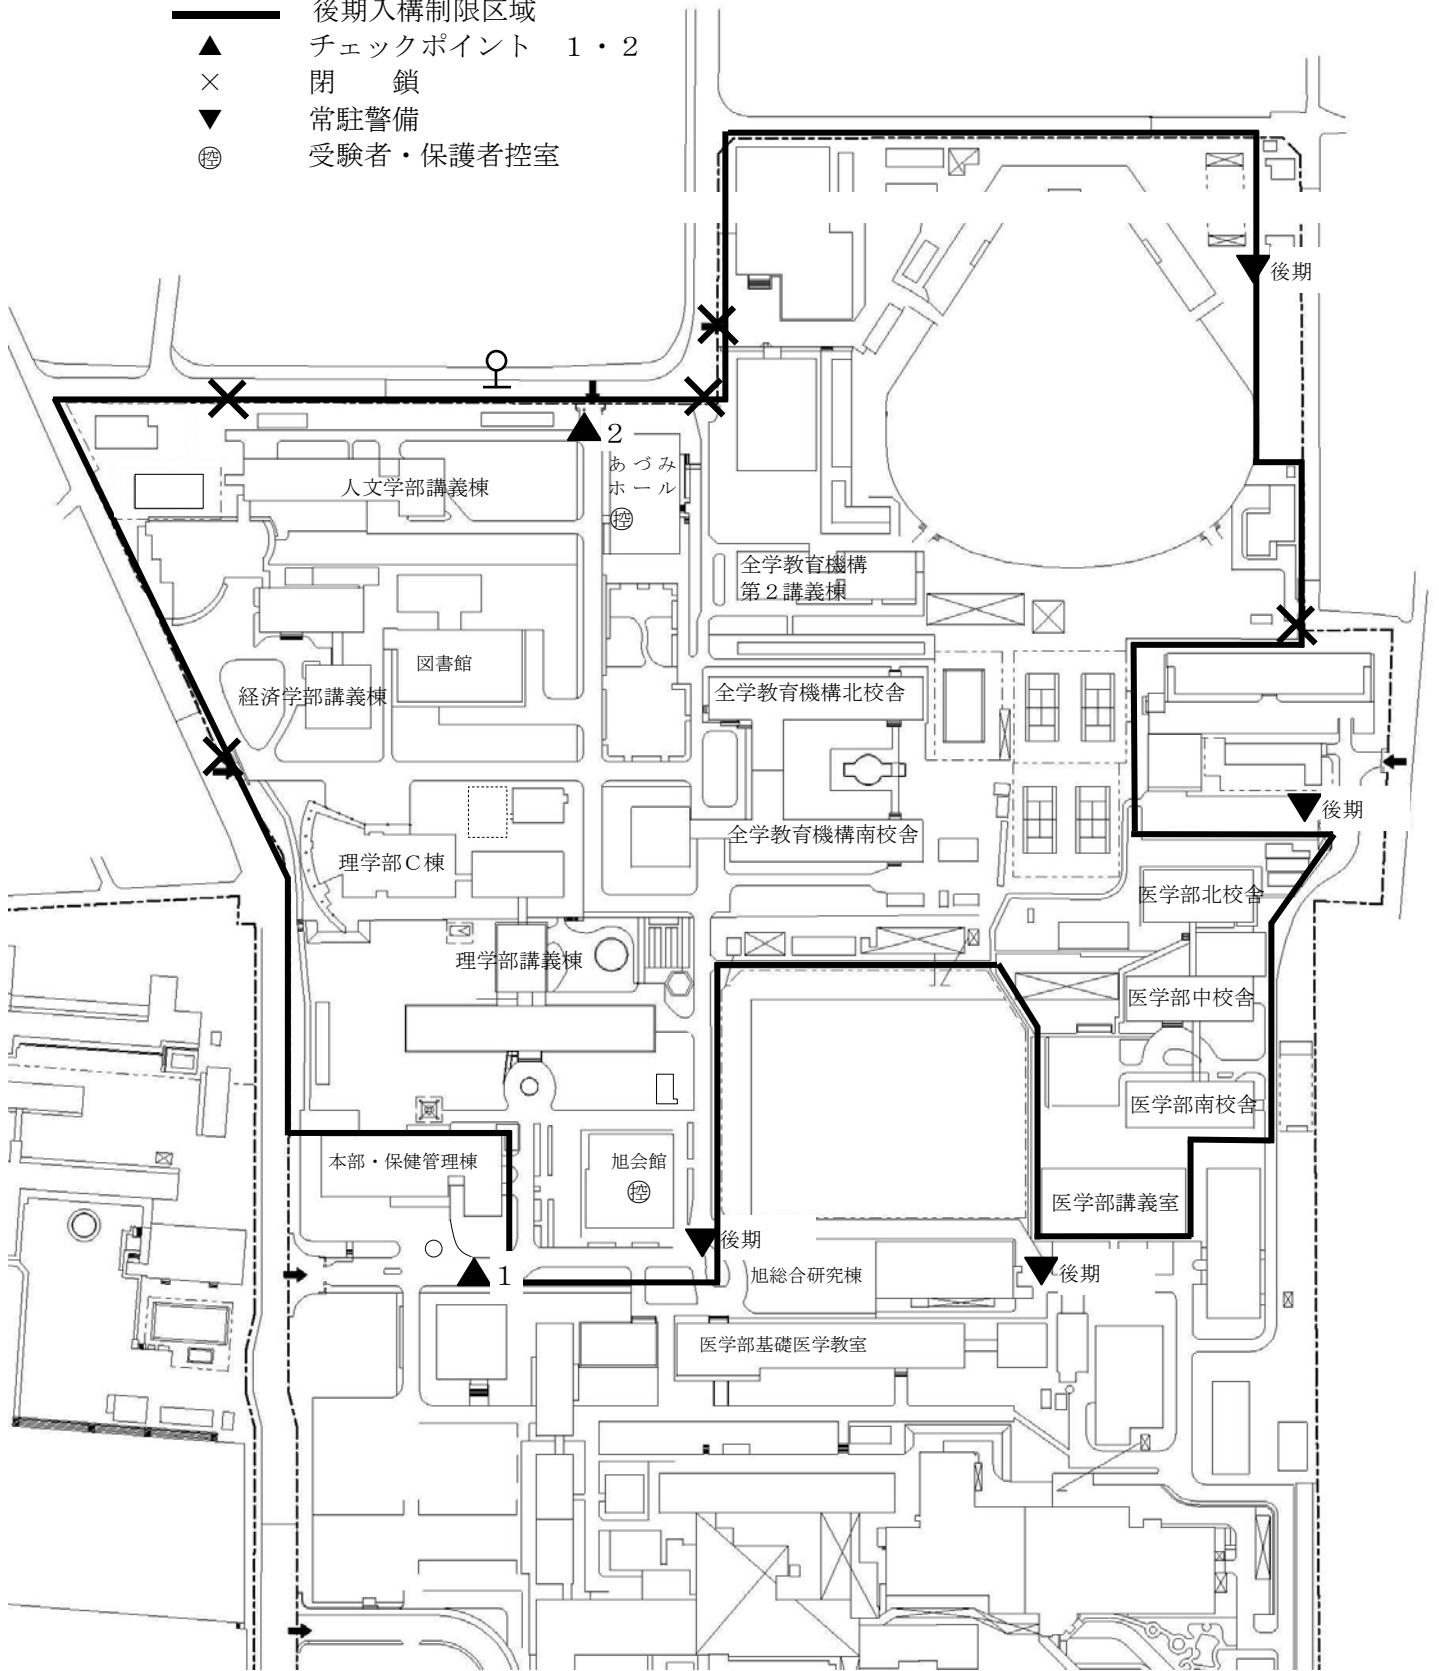 後期入構制限区域
▲ チェックポイント １・２
× 閉 鎖
▼ 常駐警備
㊙控 受験者・保護者控室
後期
2
あづみ
ホール
控
人文学部講義棟
全学教育機構
第２講義棟
図書館
経済学部講義棟
全学教育機構北校舎
後期
全学教育機構南校舎
理学部Ｃ棟
医学部北校舎
理学部講義棟
医学部中校舎
医学部南校舎
本部・保健管理棟
旭会館
控
医学部講義室
後期
1
旭総合研究棟
後期
医学部基礎医学教室